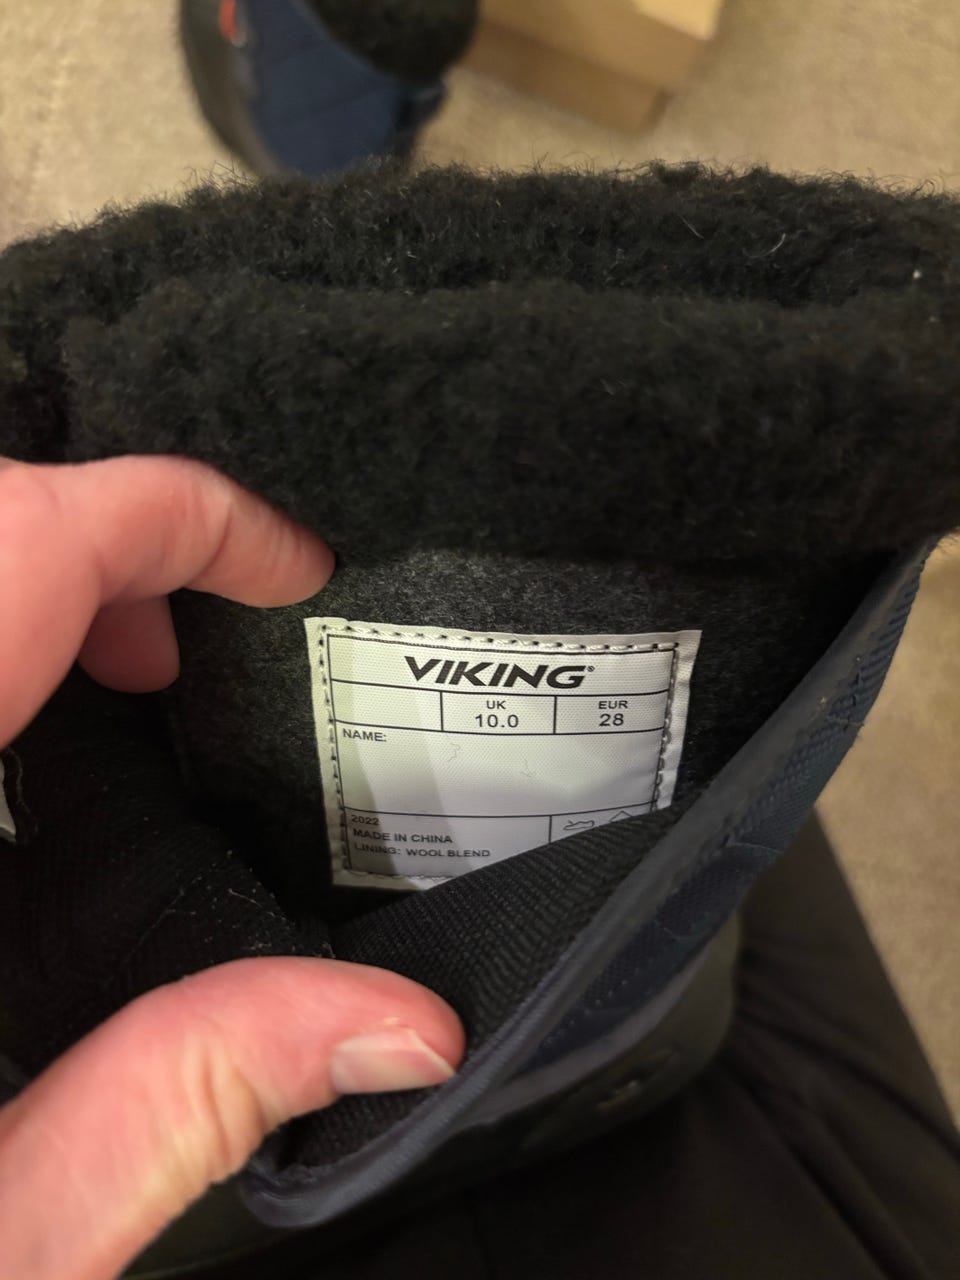 VIKING®
UK EUR
10.0 28
NAME:
2022
MADE IN CHINA
LINING: WOOL BLEND